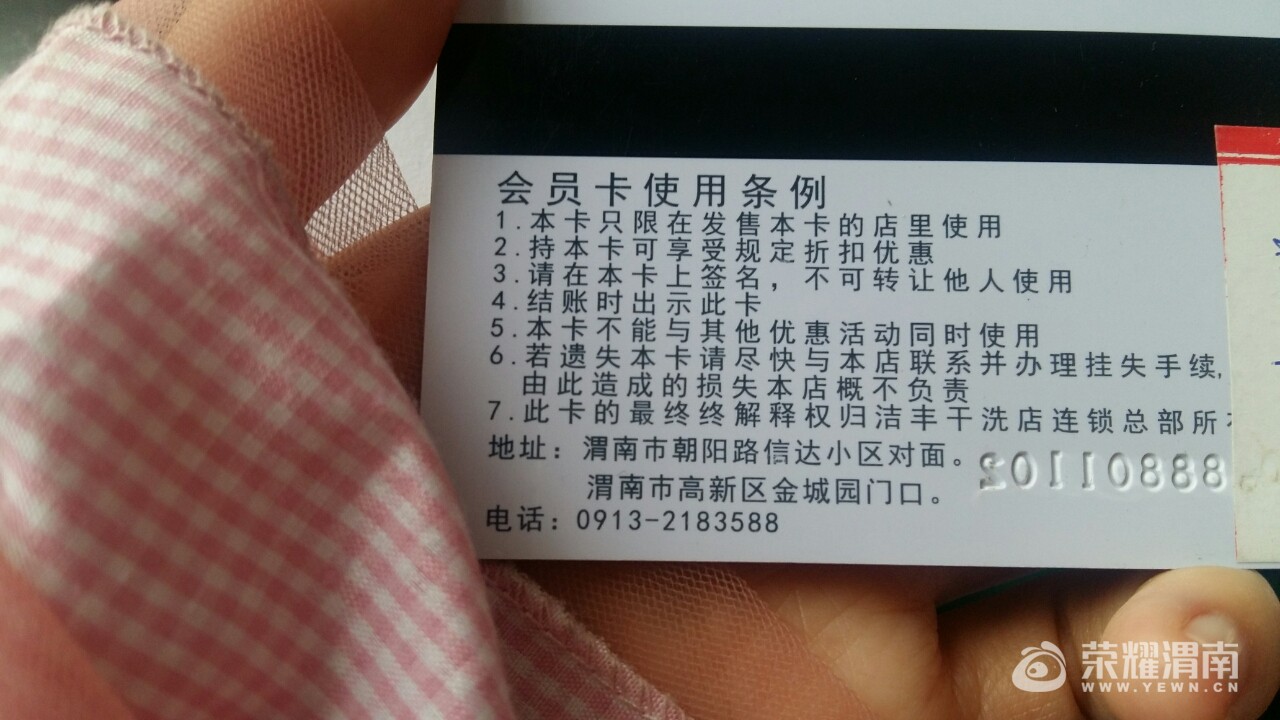 会员卡使用条例
1.本卡只限在发售本卡的店里使用
2.持本卡可享受规定折扣优惠
3.请在本卡上签名，不可转让他人使用
4.结账时出示此卡
5.本卡不能与其他优惠活动同时使用
6.若遗失本卡请尽快与本店联系并办理挂失手续,
由此造成的损失本店概不负责
7.此卡的最终终解释权归洁丰干洗店连锁总部所
地址：渭南市朝阳路信达小区对面。
渭南市高新区金城园门口。
电话：0913-2183588
荣耀渭南
WWW.YEWN.CN